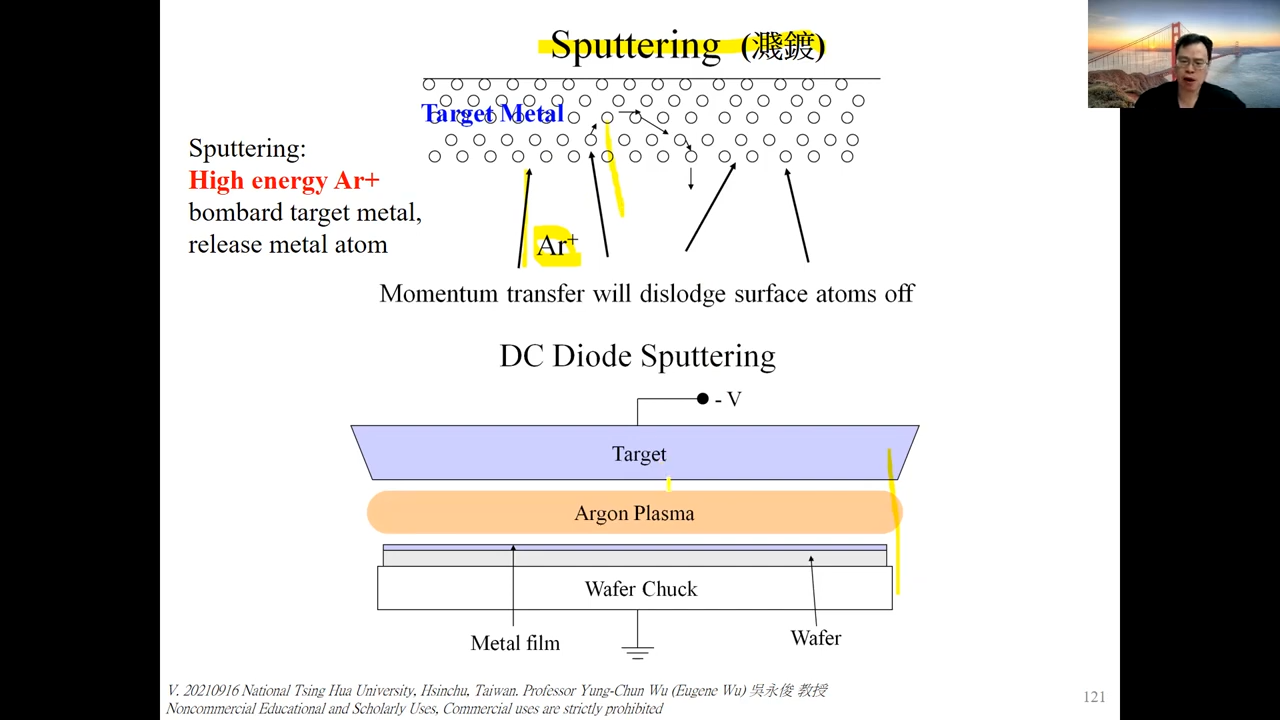 Sputtering (濺鍍)
Target Metal
Sputtering:
High energy Ar+
bombard target metal,
release metal atom
Ar+
Momentum transfer will dislodge surface atoms off
DC Diode Sputtering
- V
Target
Argon Plasma
Wafer Chuck
Metal film
Wafer
V. 20210916 National Tsing Hua University, Hsinchu, Taiwan. Professor Yung-Chun Wu (Eugene Wu) 吳永俊 教授
Noncommercial Educational and Scholarly Uses, Commercial uses are strictly prohibited
121